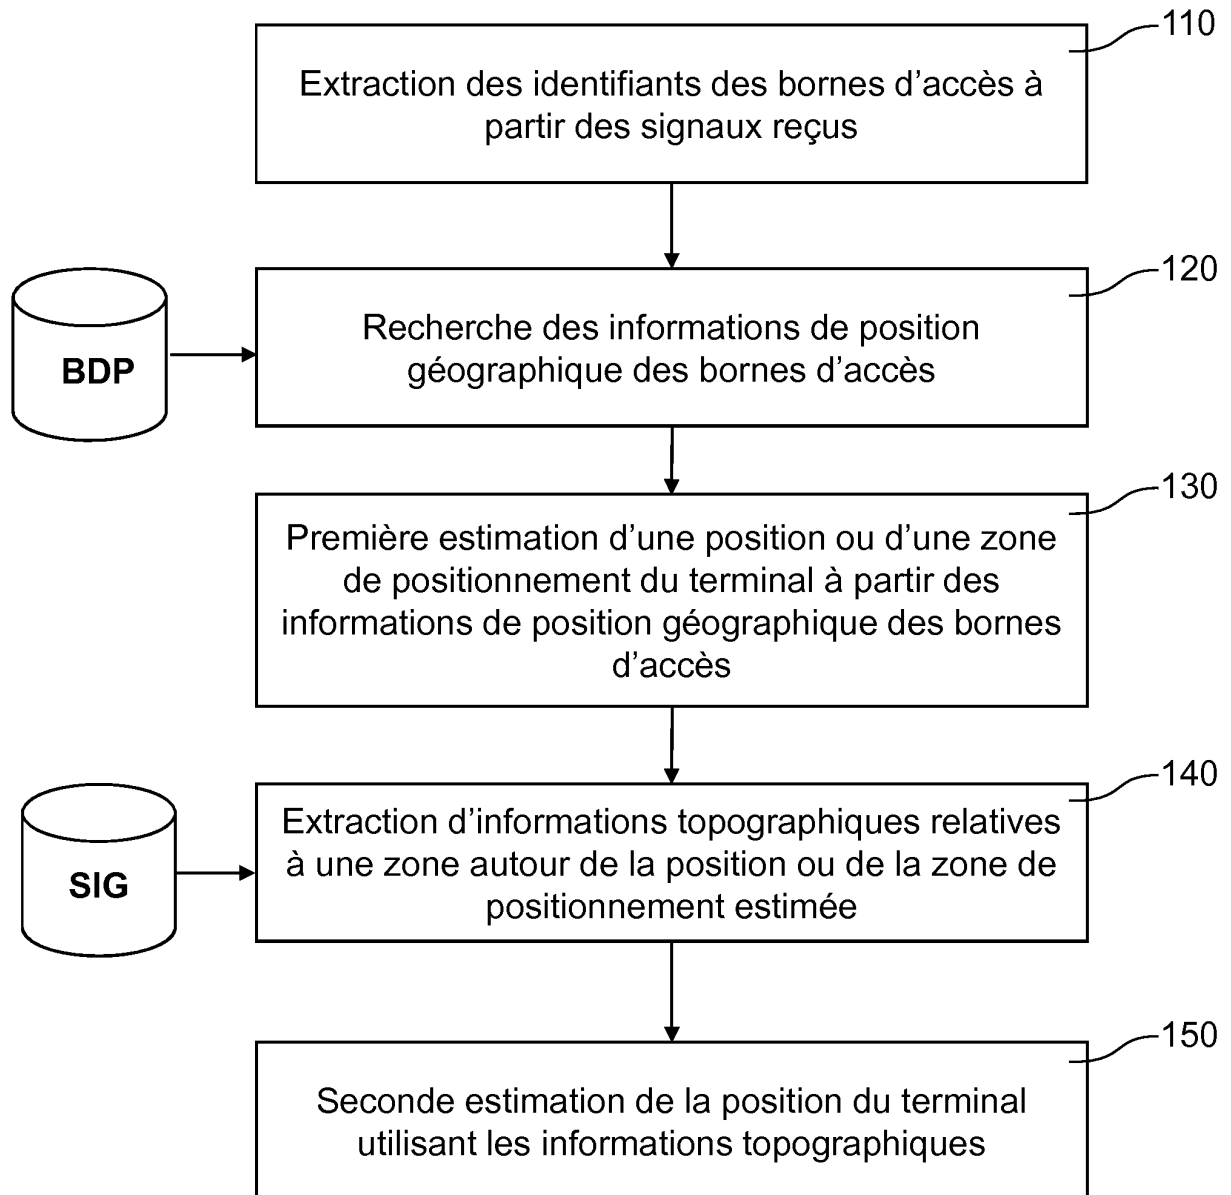 110
Extraction des identifiants des bornes d’accès à
partir des signaux reçus
120
Recherche des informations de position
géographique des bornes d’accès
BDP
130
Première estimation d’une position ou d’une zone
de positionnement du terminal à partir des
informations de position géographique des bornes
d’accès
140
Extraction d’informations topographiques relatives
à une zone autour de la position ou de la zone de
positionnement estimée
SIG
150
Seconde estimation de la position du terminal
utilisant les informations topographiques